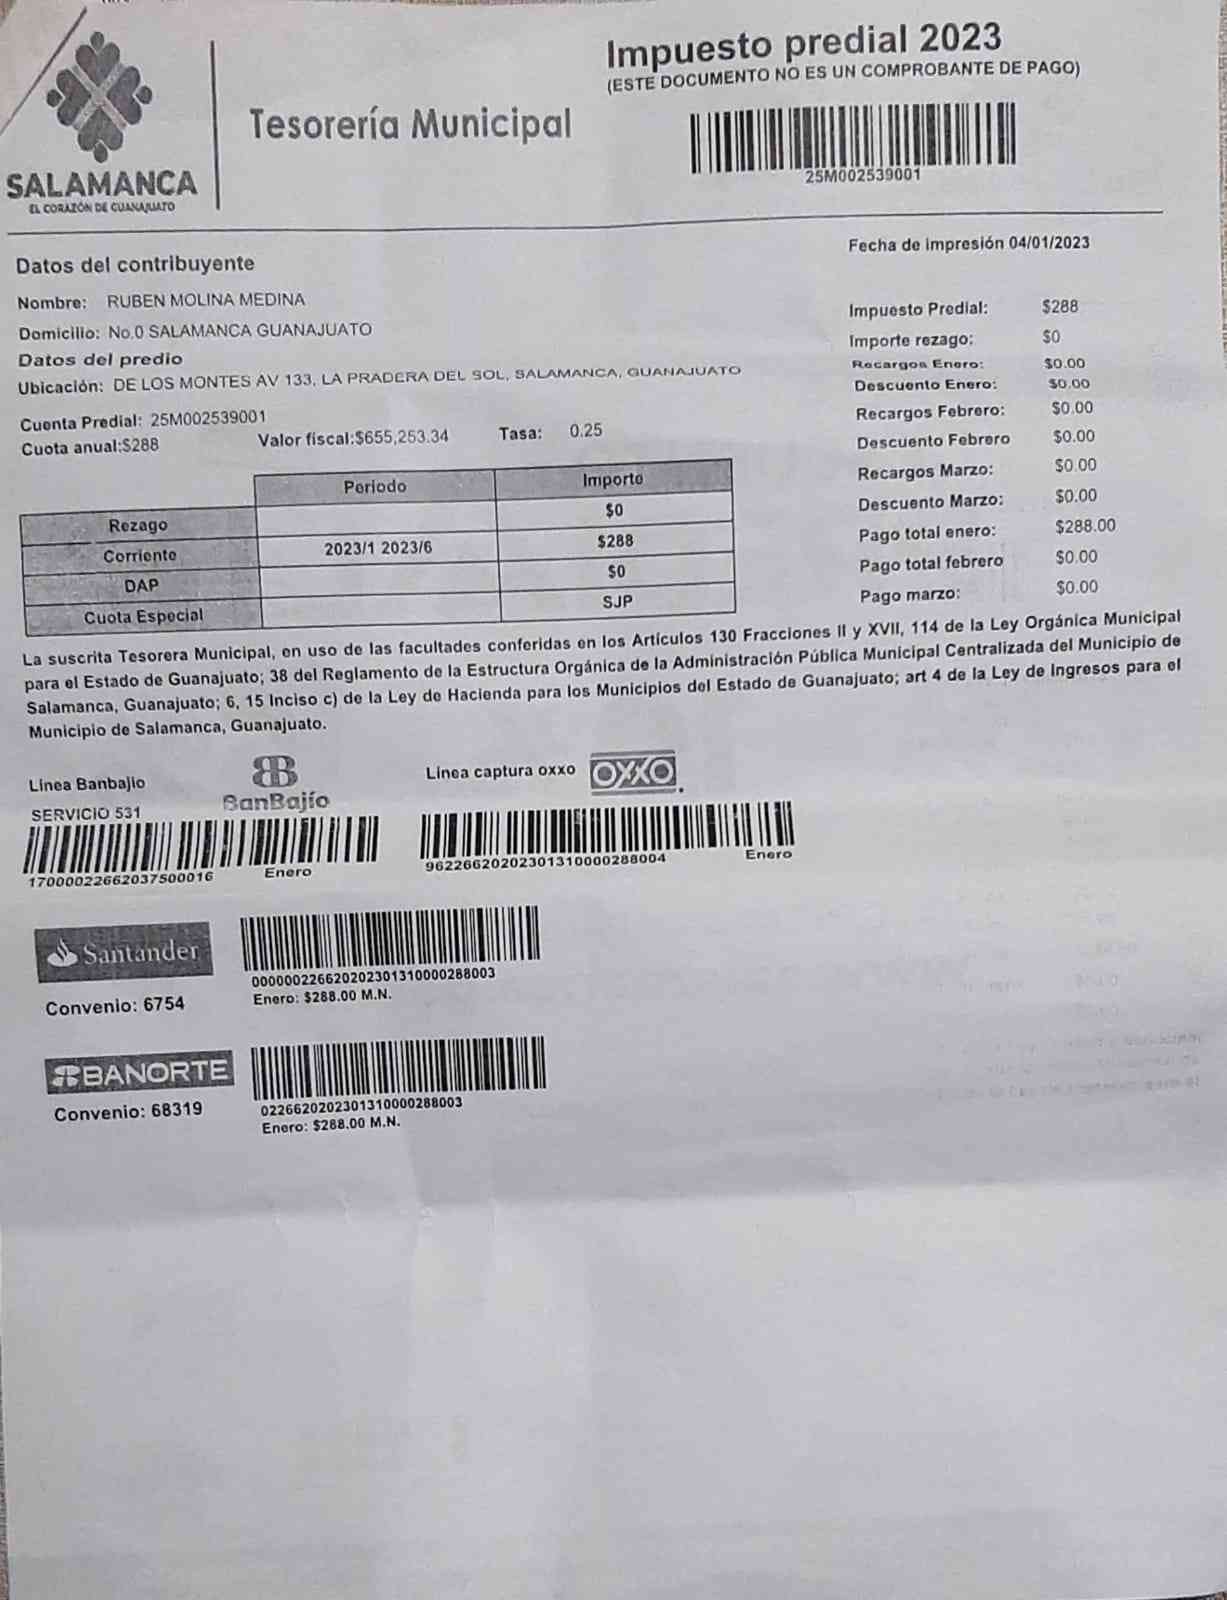 Impuesto predial 2023
(ESTE DOCUMENTO NO ES UN COMPROBANTE DE PAGO)
Tesorería Municipal
25M002539001
SALAMANCA
EL CORAZÓN DE GUANAJUATO
Fecha de impresión 04/01/2023
Datos del contribuyente
Nombre: RUBEN MOLINA MEDINA
Domicilio: No.0 SALAMANCA GUANAJUATO
Datos del predio
Ubicación: DE LOS MONTES AV 133, LA PRADERA DEL SOL, SALAMANCA, GUANAJUATO
Cuenta Predial: 25M002539001
Cuota anual:$288 Valor fiscal:$655,253.34 Tasa: 0.25
Impuesto Predial: $288
Importe rezago: $0
Recargos Enero: $0.00
Descuento Enero: $0.00
Recargos Febrero: $0.00
Descuento Febrero $0.00
Recargos Marzo: $0.00
Descuento Marzo: $0.00
Pago total enero: $288.00
Pago total febrero $0.00
Pago marzo: $0.00
Periodo Importe
Rezago $0
Corriente 2023/1 2023/6 $288
DAP $0
Cuota Especial SJP
La suscrita Tesorera Municipal, en uso de las facultades conferidas en los Artículos 130 Fracciones II y XVII, 114 de la Ley Orgánica Municipal
para el Estado de Guanajuato; 38 del Reglamento de la Estructura Orgánica de la Administración Pública Municipal Centralizada del Municipio de
Salamanca, Guanajuato; 6, 15 Inciso c) de la Ley de Hacienda para los Municipios del Estado de Guanajuato; art 4 de la Ley de Ingresos para el
Municipio de Salamanca, Guanajuato.
Linea Banbajio
BB
BanBajío
SERVICIO 531
17000022662037500016 Enero
Linea captura oxxo OXXO
96226620202301310000288004 Enero
Santander
Convenio: 6754
0000002266202023013100002​88003
Enero: $288.00 M.N.
BANORTE
Convenio: 68319
0226620202301310000288003
Enero: $288.00 M.N.